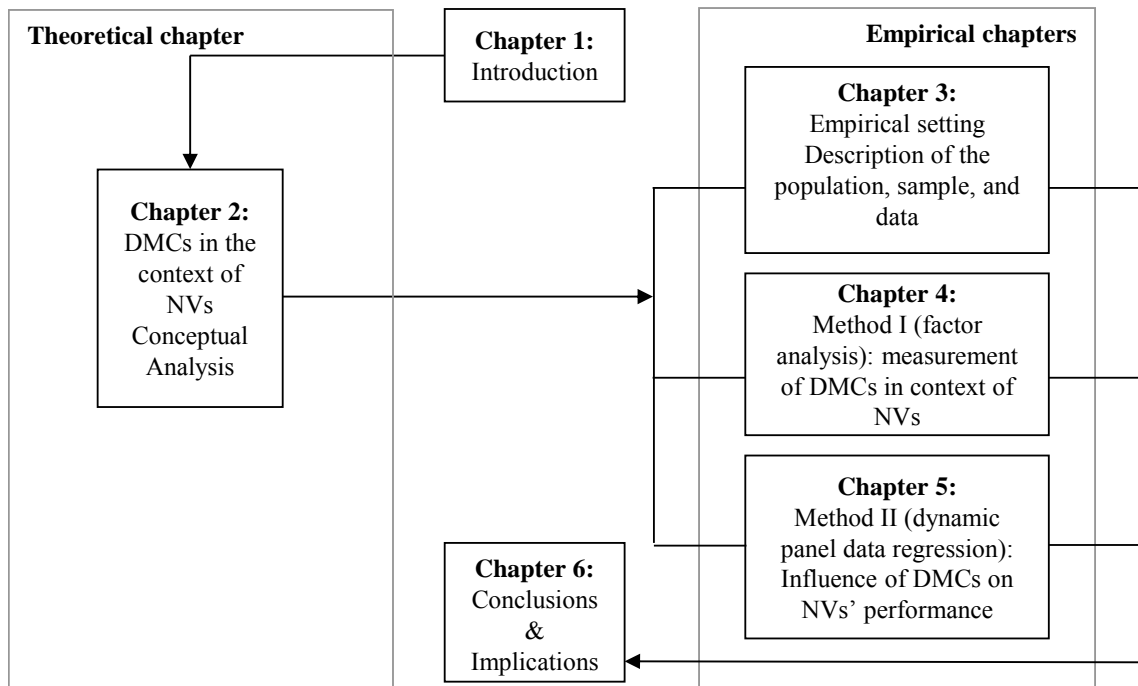 Theoretical chapter
Chapter 1:
Introduction
Empirical chapters
Chapter 2:
DMCs in the
context of
NVs
Conceptual
Analysis
Chapter 3:
Empirical setting
Description of the
population, sample, and
data
Chapter 4:
Method I (factor
analysis): measurement
of DMCs in context of
NVs
Chapter 5:
Method II (dynamic
panel data regression):
Influence of DMCs on
NVs’ performance
Chapter 6:
Conclusions
&
Implications